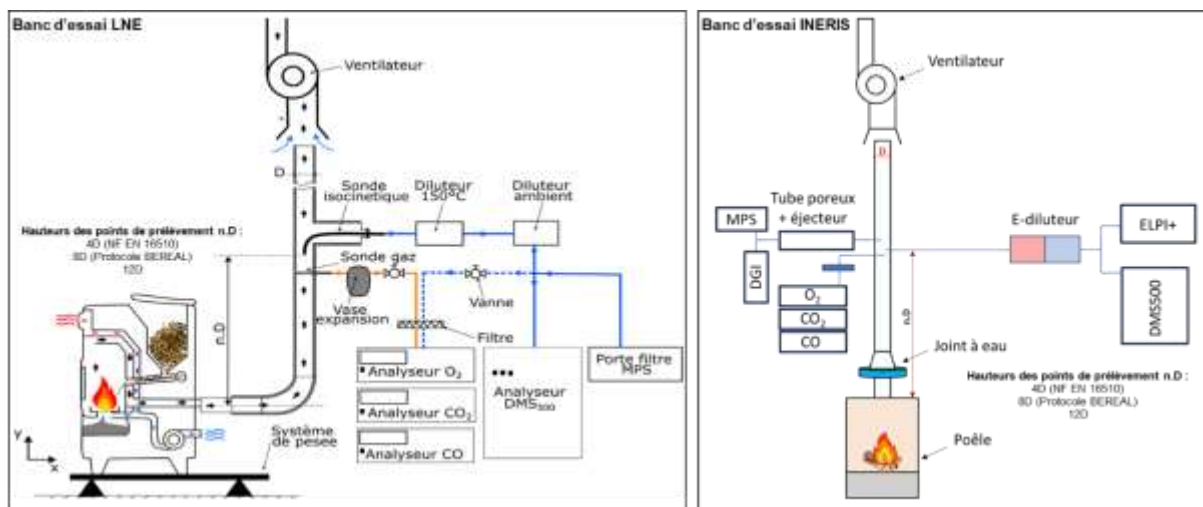 Banc d'essai LNE
Ventilateur
D
Sonde
isocinetique
Diluteur
150°C
Diluteur
ambient
Hauteurs des points de prélèvement n.D :
4D (NF EN 16510)
8D (Protocole BEREAL)
12D
Sonde gaz
Vase
expansion
Vanne
Filtre
n.D
Analyseur O2
Analyseur CO2
Analyseur CO
Analyseur
DMS500
Porte filtre
MPS
Système
de pesee
Y
x
Banc d'essai INERIS
Ventilateur
D
Tube poreux
+ éjecteur
MPS
DGI
O2
CO2
CO
E-diluteur
ELPI+
DMS500
n.D
Joint à eau
Hauteurs des points de prélèvement n.D :
4D (NF EN 16510)
8D (Protocole BEREAL)
12D
Poêle